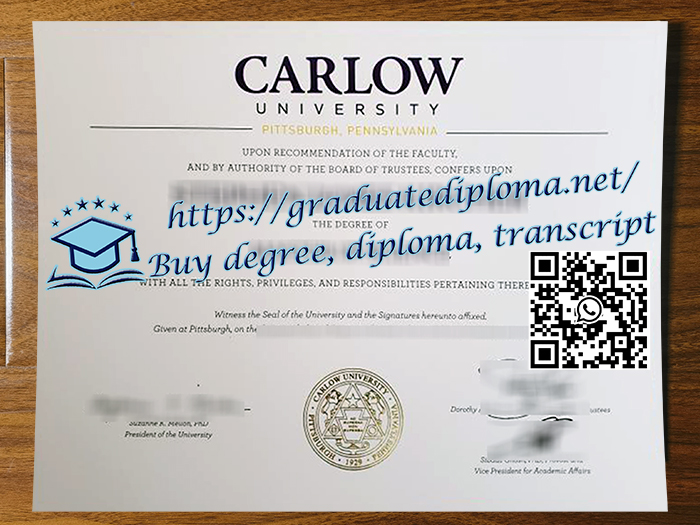 CARLOW
UNIVERSITY
PITTSBURGH, PENNSYLVANIA
UPON RECOMMENDATION OF THE FACULTY,
AND BY AUTHORITY OF THE BOARD OF TRUSTEES, CONFERS UPON
https://graduatediploma.net/
THE DEGREE OF
Buy degree, diploma, transcript
WITH ALL THE RIGHTS, PRIVILEGES, AND RESPONSIBILITIES PERTAINING
Witness the Seal of the University and the Signatures hereunto affixed.
Given at Pittsburgh, on the
Suzanne K. Mellon, PhD
President of the University
CARLOW UNIVERSITY
PITTSBURGH, PENNSYLVANIA
1929
Dorothy
Vice President for Academic Affairs